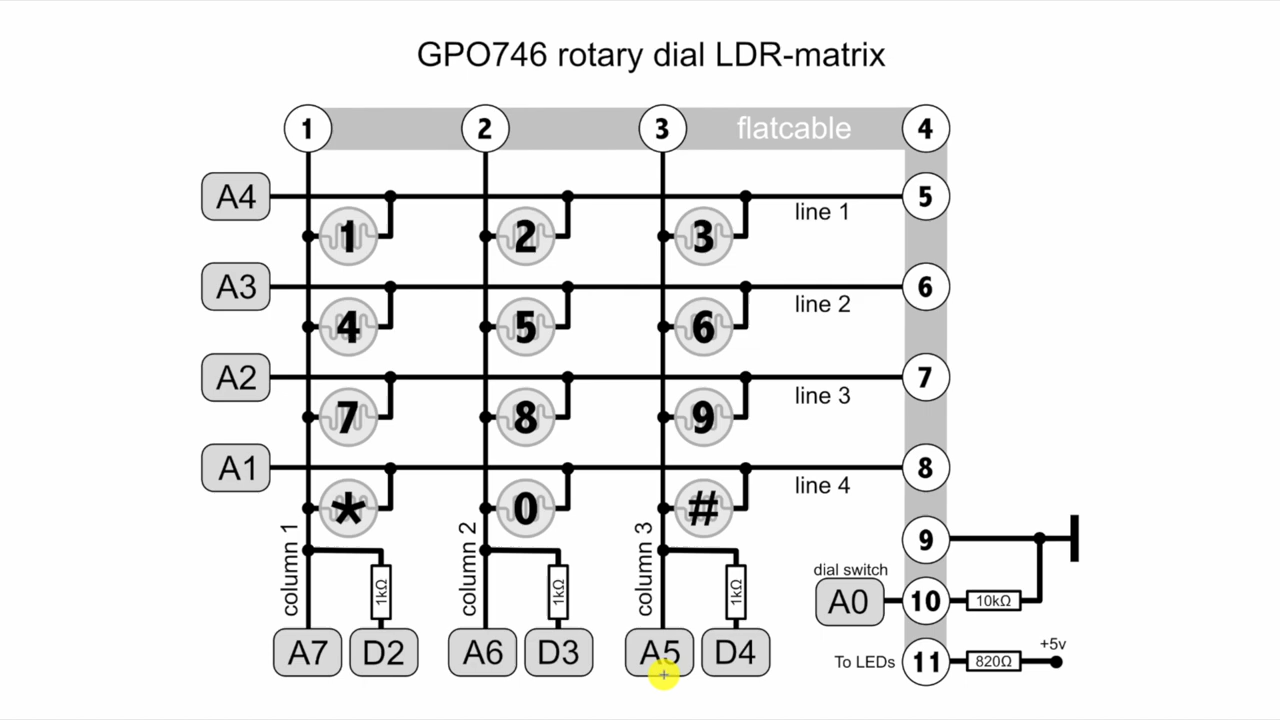 GPO746 rotary dial LDR-matrix
1 2 3 flatcable 4
A4 5
line 1
1 2 3
A3 6
line 2
4 5 6
A2 7
line 3
7 8 9
A1 8
line 4
* 0 #
column 1 column 2 column 3
9
dial switch
1kΩ 1kΩ 1kΩ
A0 10 10kΩ
+5v
A7 D2 A6 D3 A5 D4
To LEDs 11 820Ω